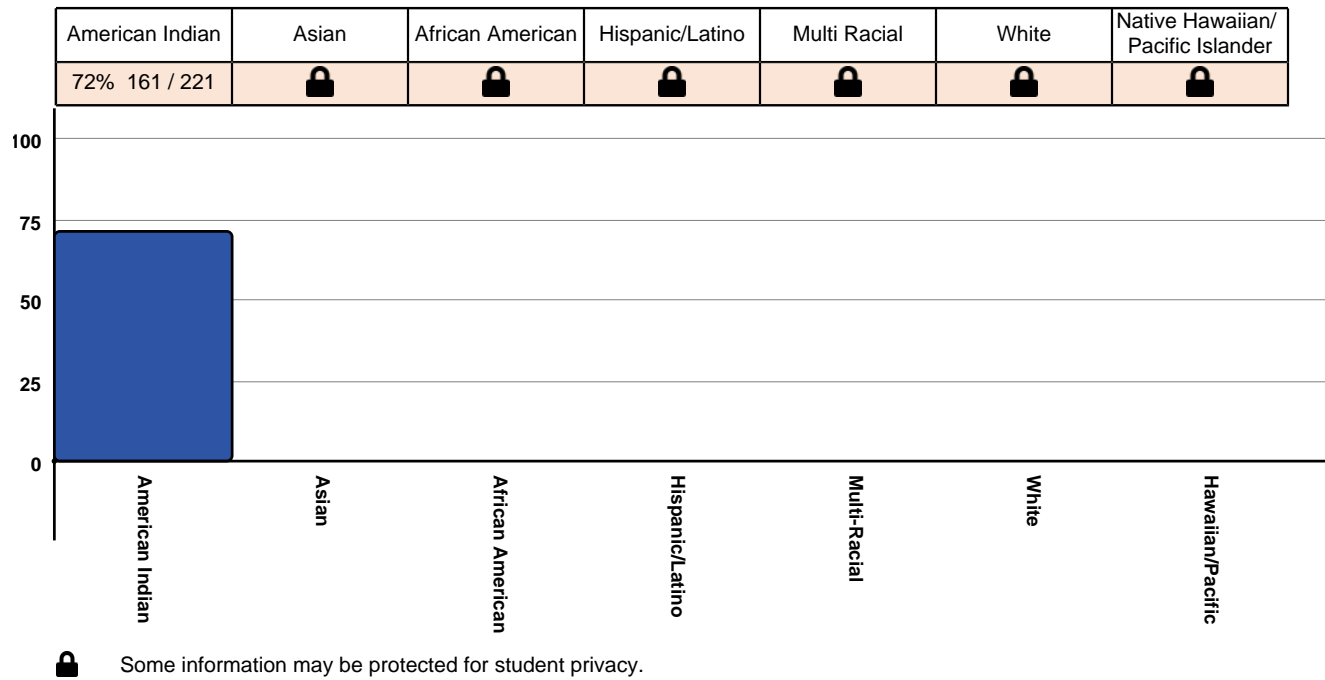 American Indian Asian African American Hispanic/Latino Multi Racial White Native Hawaiian/
Pacific Islander
72% 161 / 221
100
75
50
25
0
American Indian
Asian
African American
Hispanic/Latino
Multi-Racial
White
Hawaiian/Pacific
Some information may be protected for student privacy.